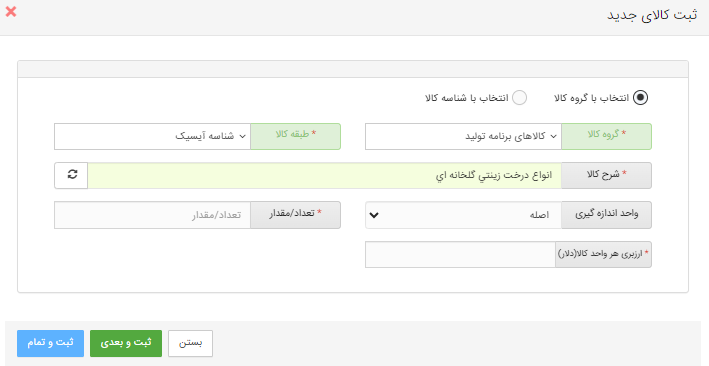 ثبت کالای جدید
انتخاب با گروه کالا انتخاب با شناسه کالا
* گروه کالا کالاهای برنامه تولید * طبقه کالا شناسه آیسیک
* شرح کالا انواع درخت زينتي گلخانه اي
واحد اندازه گیری اصله * تعداد/مقدار تعداد/مقدار
* ارزبری هر واحد کالا(دلار)
بستن ثبت و بعدی ثبت و تمام